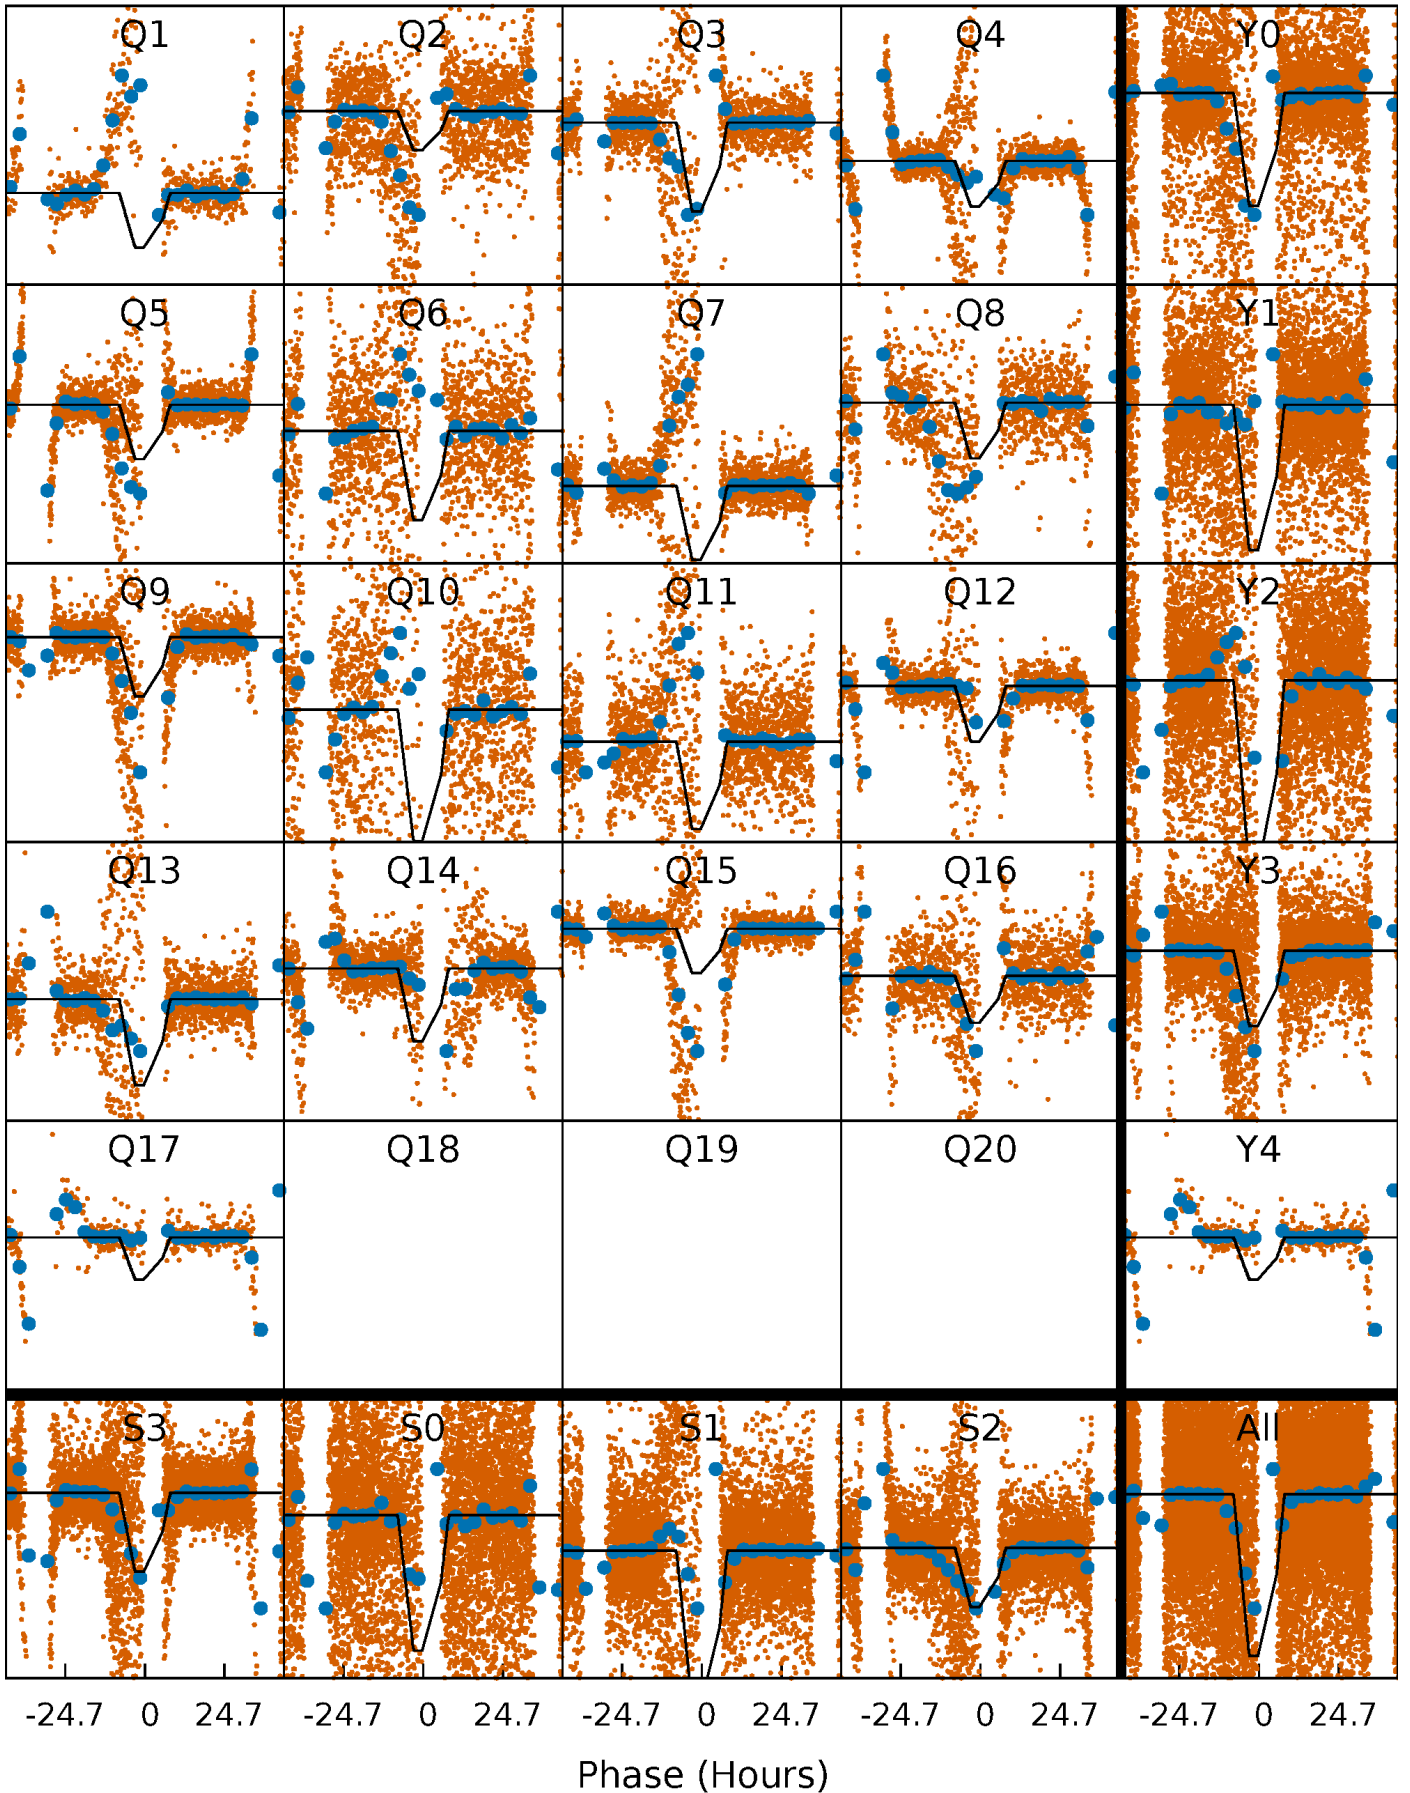 Q1 Q2 Q3 Q4 Y0
Q5 Q6 Q7 Q8 Y1
Q9 Q10 Q11 Q12 Y2
Q13 Q14 Q15 Q16 Y3
Q17 Q18 Q19 Q20 Y4
S3 S0 S1 S2 All
-24.7 0 24.7 -24.7 0 24.7 -24.7 0 24.7 -24.7 0 24.7 -24.7 0 24.7
Phase (Hours)